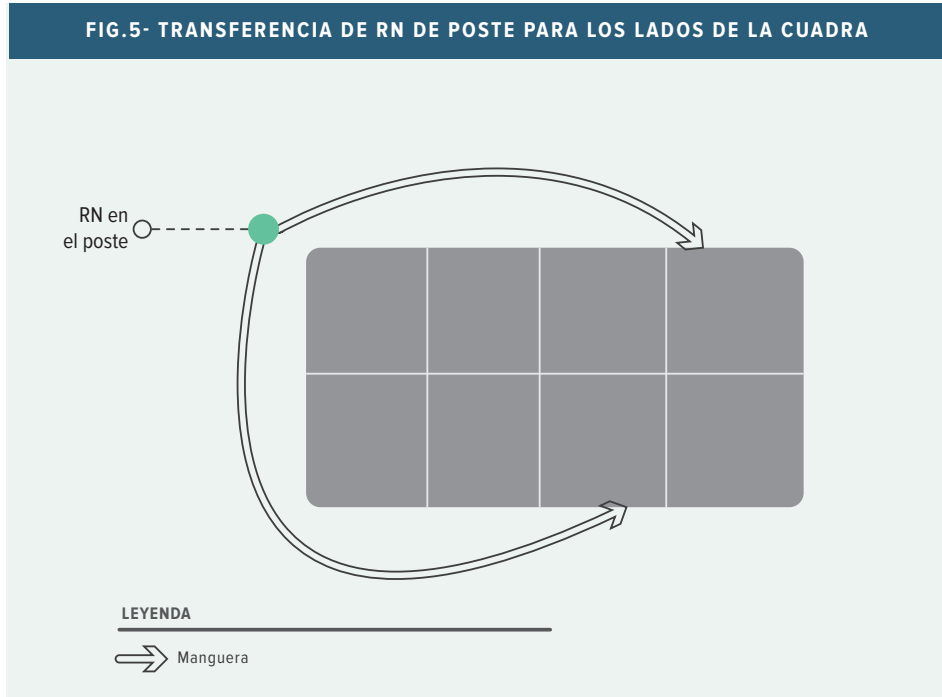 FIG.5- TRANSFERENCIA DE RN DE POSTE PARA LOS LADOS DE LA CUADRA
RN en
el poste
LEYENDA
Manguera